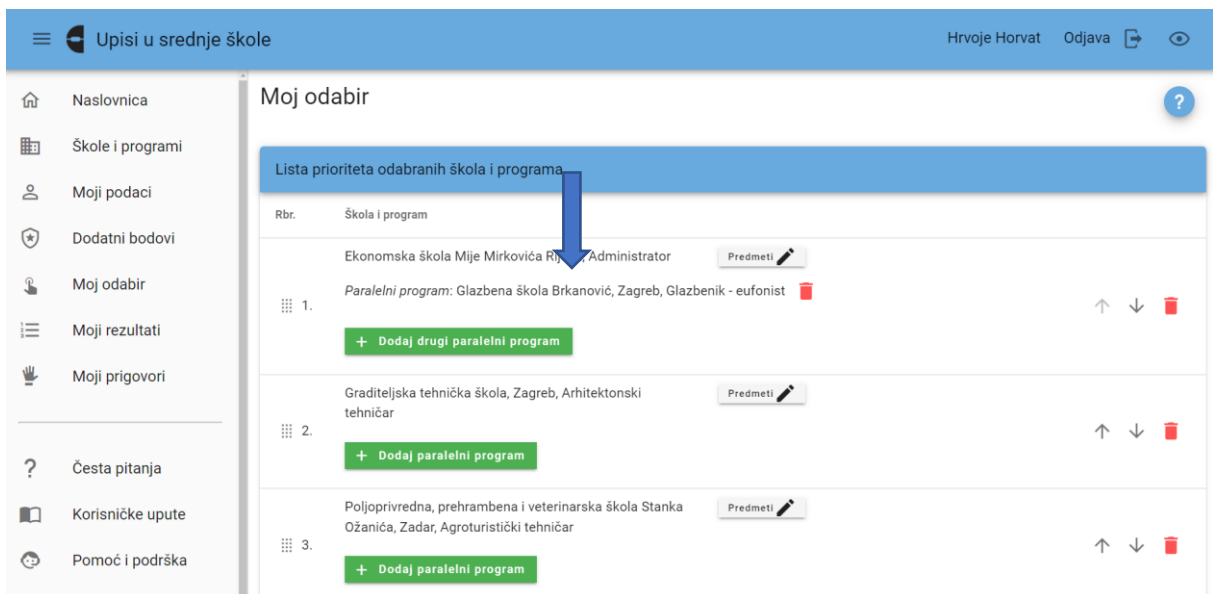 Upisi u srednje škole
Hrvoje Horvat Odjava
Naslovnica
Škole i programi
Moji podaci
Dodatni bodovi
Moj odabir
Moji rezultati
Moji prigovori
? Česta pitanja
Korisničke upute
Pomoć i podrška
Moj odabir
?
Lista prioriteta odabranih škola i programa
Rbr. Škola i program
Ekonomska škola Mije Mirkovića Administrator Predmeti
1. Paralelni program: Glazbena škola Brkanović, Zagreb, Glazbenik - eufonist
+ Dodaj drugi paralelni program
Graditeljska tehnička škola, Zagreb, Arhitektonski Predmeti
tehničar
2.
+ Dodaj paralelni program
Poljoprivredna, prehrambena i veterinarska škola Stanka Predmeti
Ožanića, Zadar, Agroturistički tehničar
3.
+ Dodaj paralelni program